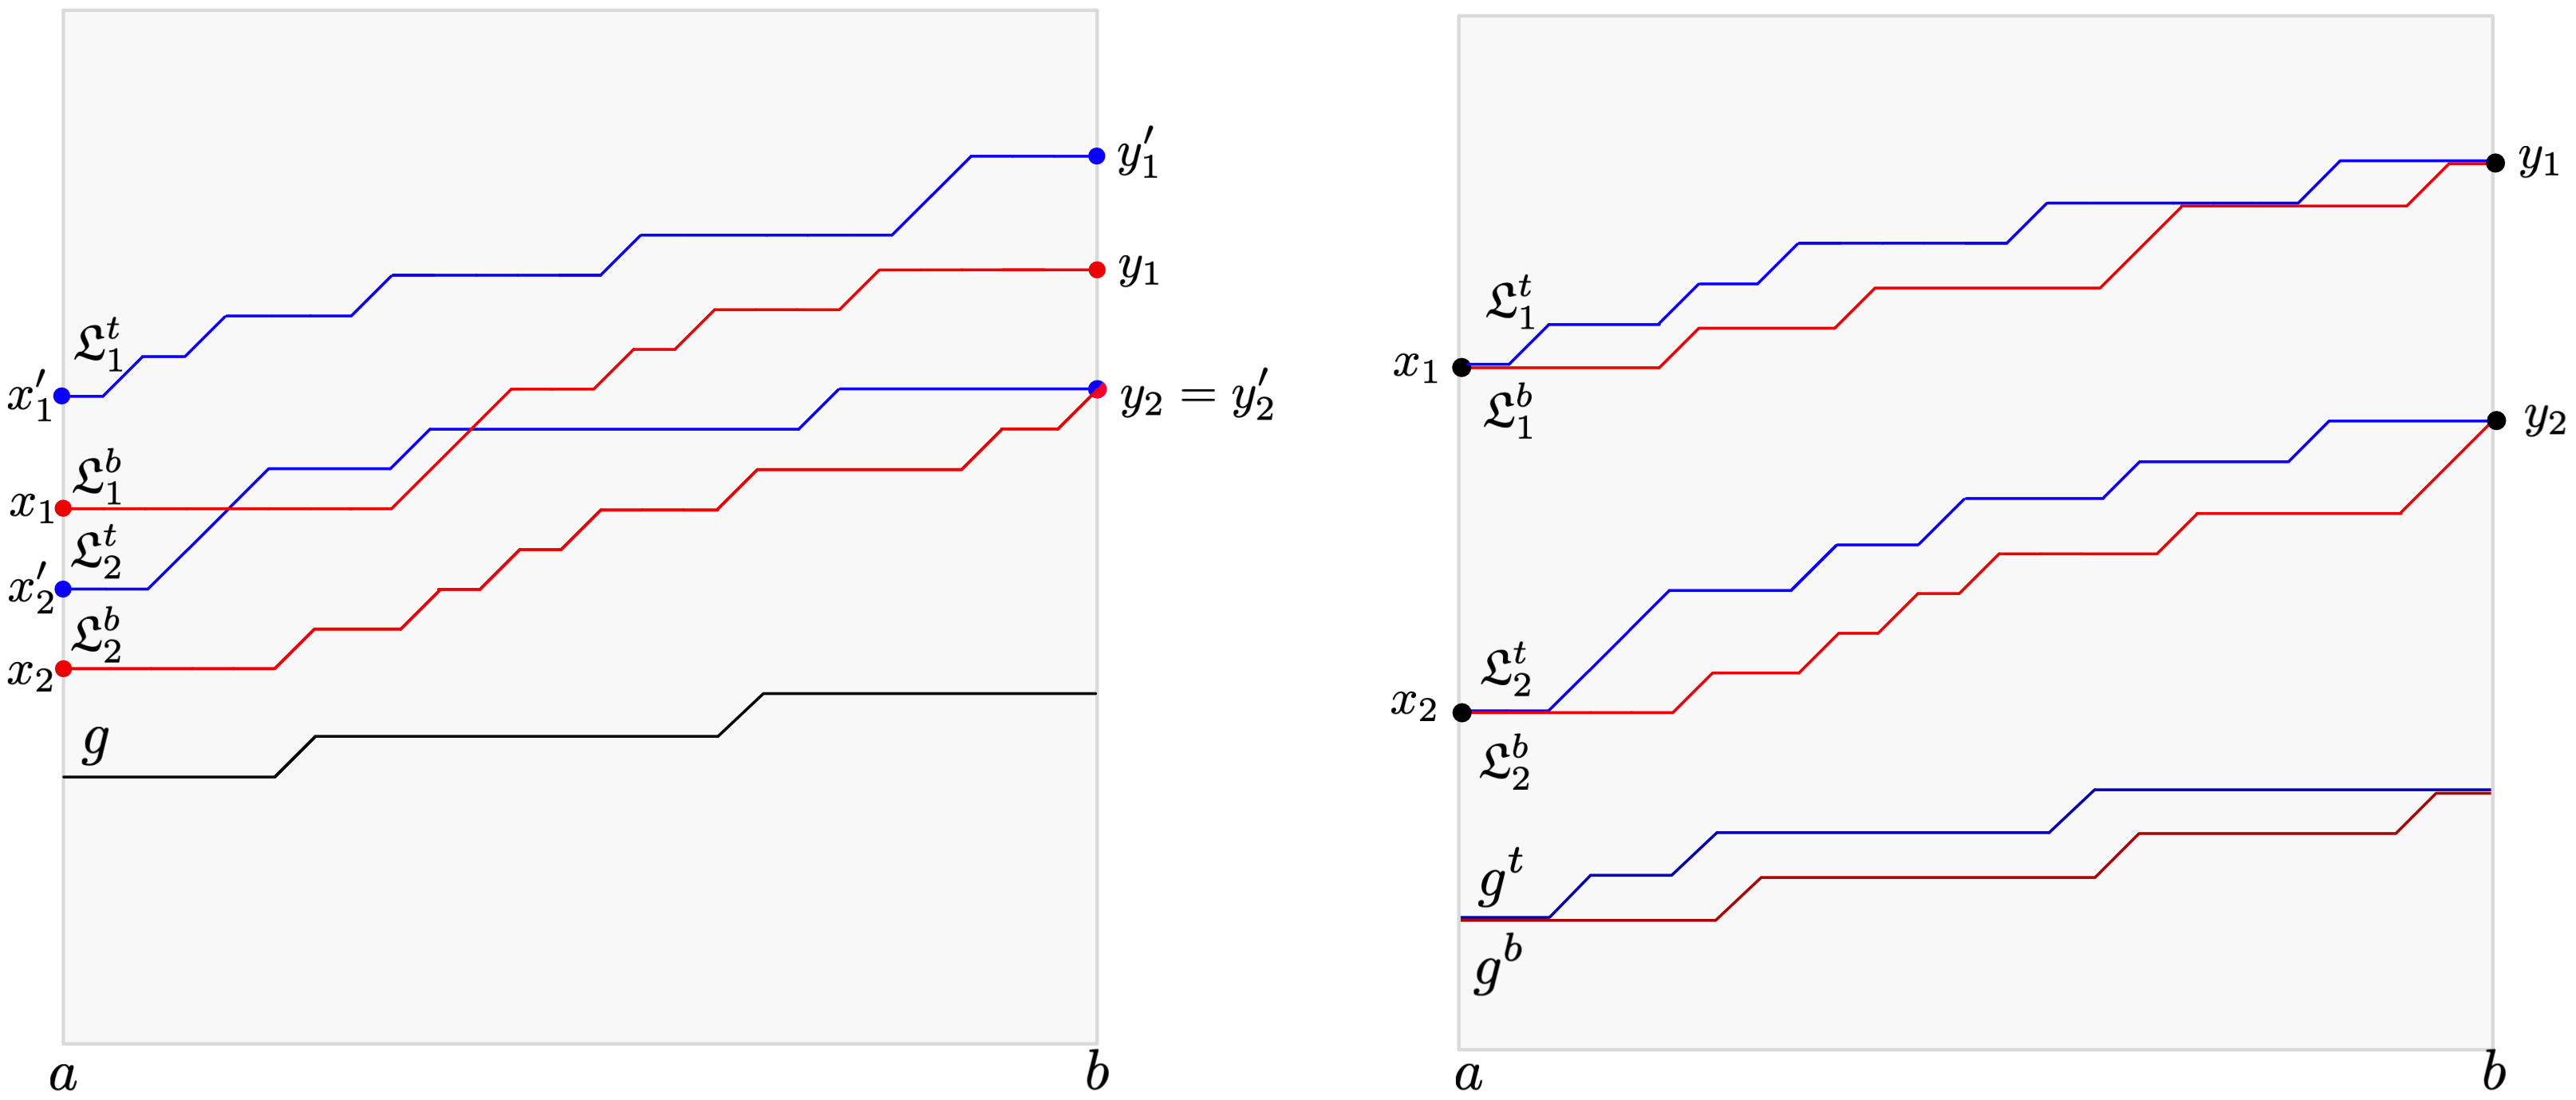 y′₁
y₁
𝔏ᵗ₁
x′₁
y₂ = y′₂
𝔏ᵇ₁
x₁
𝔏ᵗ₂
x′₂
𝔏ᵇ₂
x₂
g
a
b
y₁
𝔏ᵗ₁
x₁
𝔏ᵇ₁
y₂
𝔏ᵗ₂
x₂
𝔏ᵇ₂
gᵗ
gᵇ
a
b